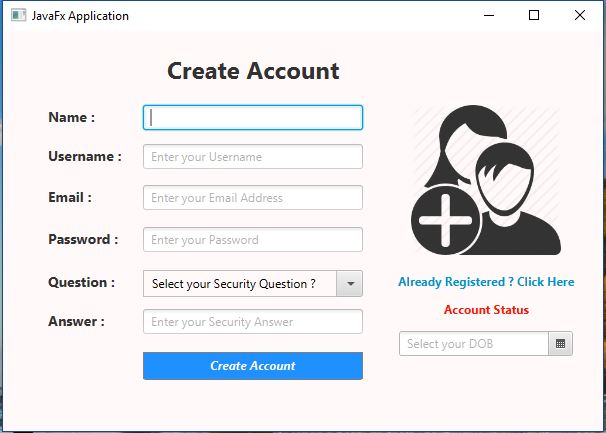 JavaFx Application
Create Account
Name :
Username : Enter your Username
Email : Enter your Email Address
Password : Enter your Password
Question : Select your Security Question ?
Answer : Enter your Security Answer
Create Account
Already Registered ? Click Here
Account Status
Select your DOB